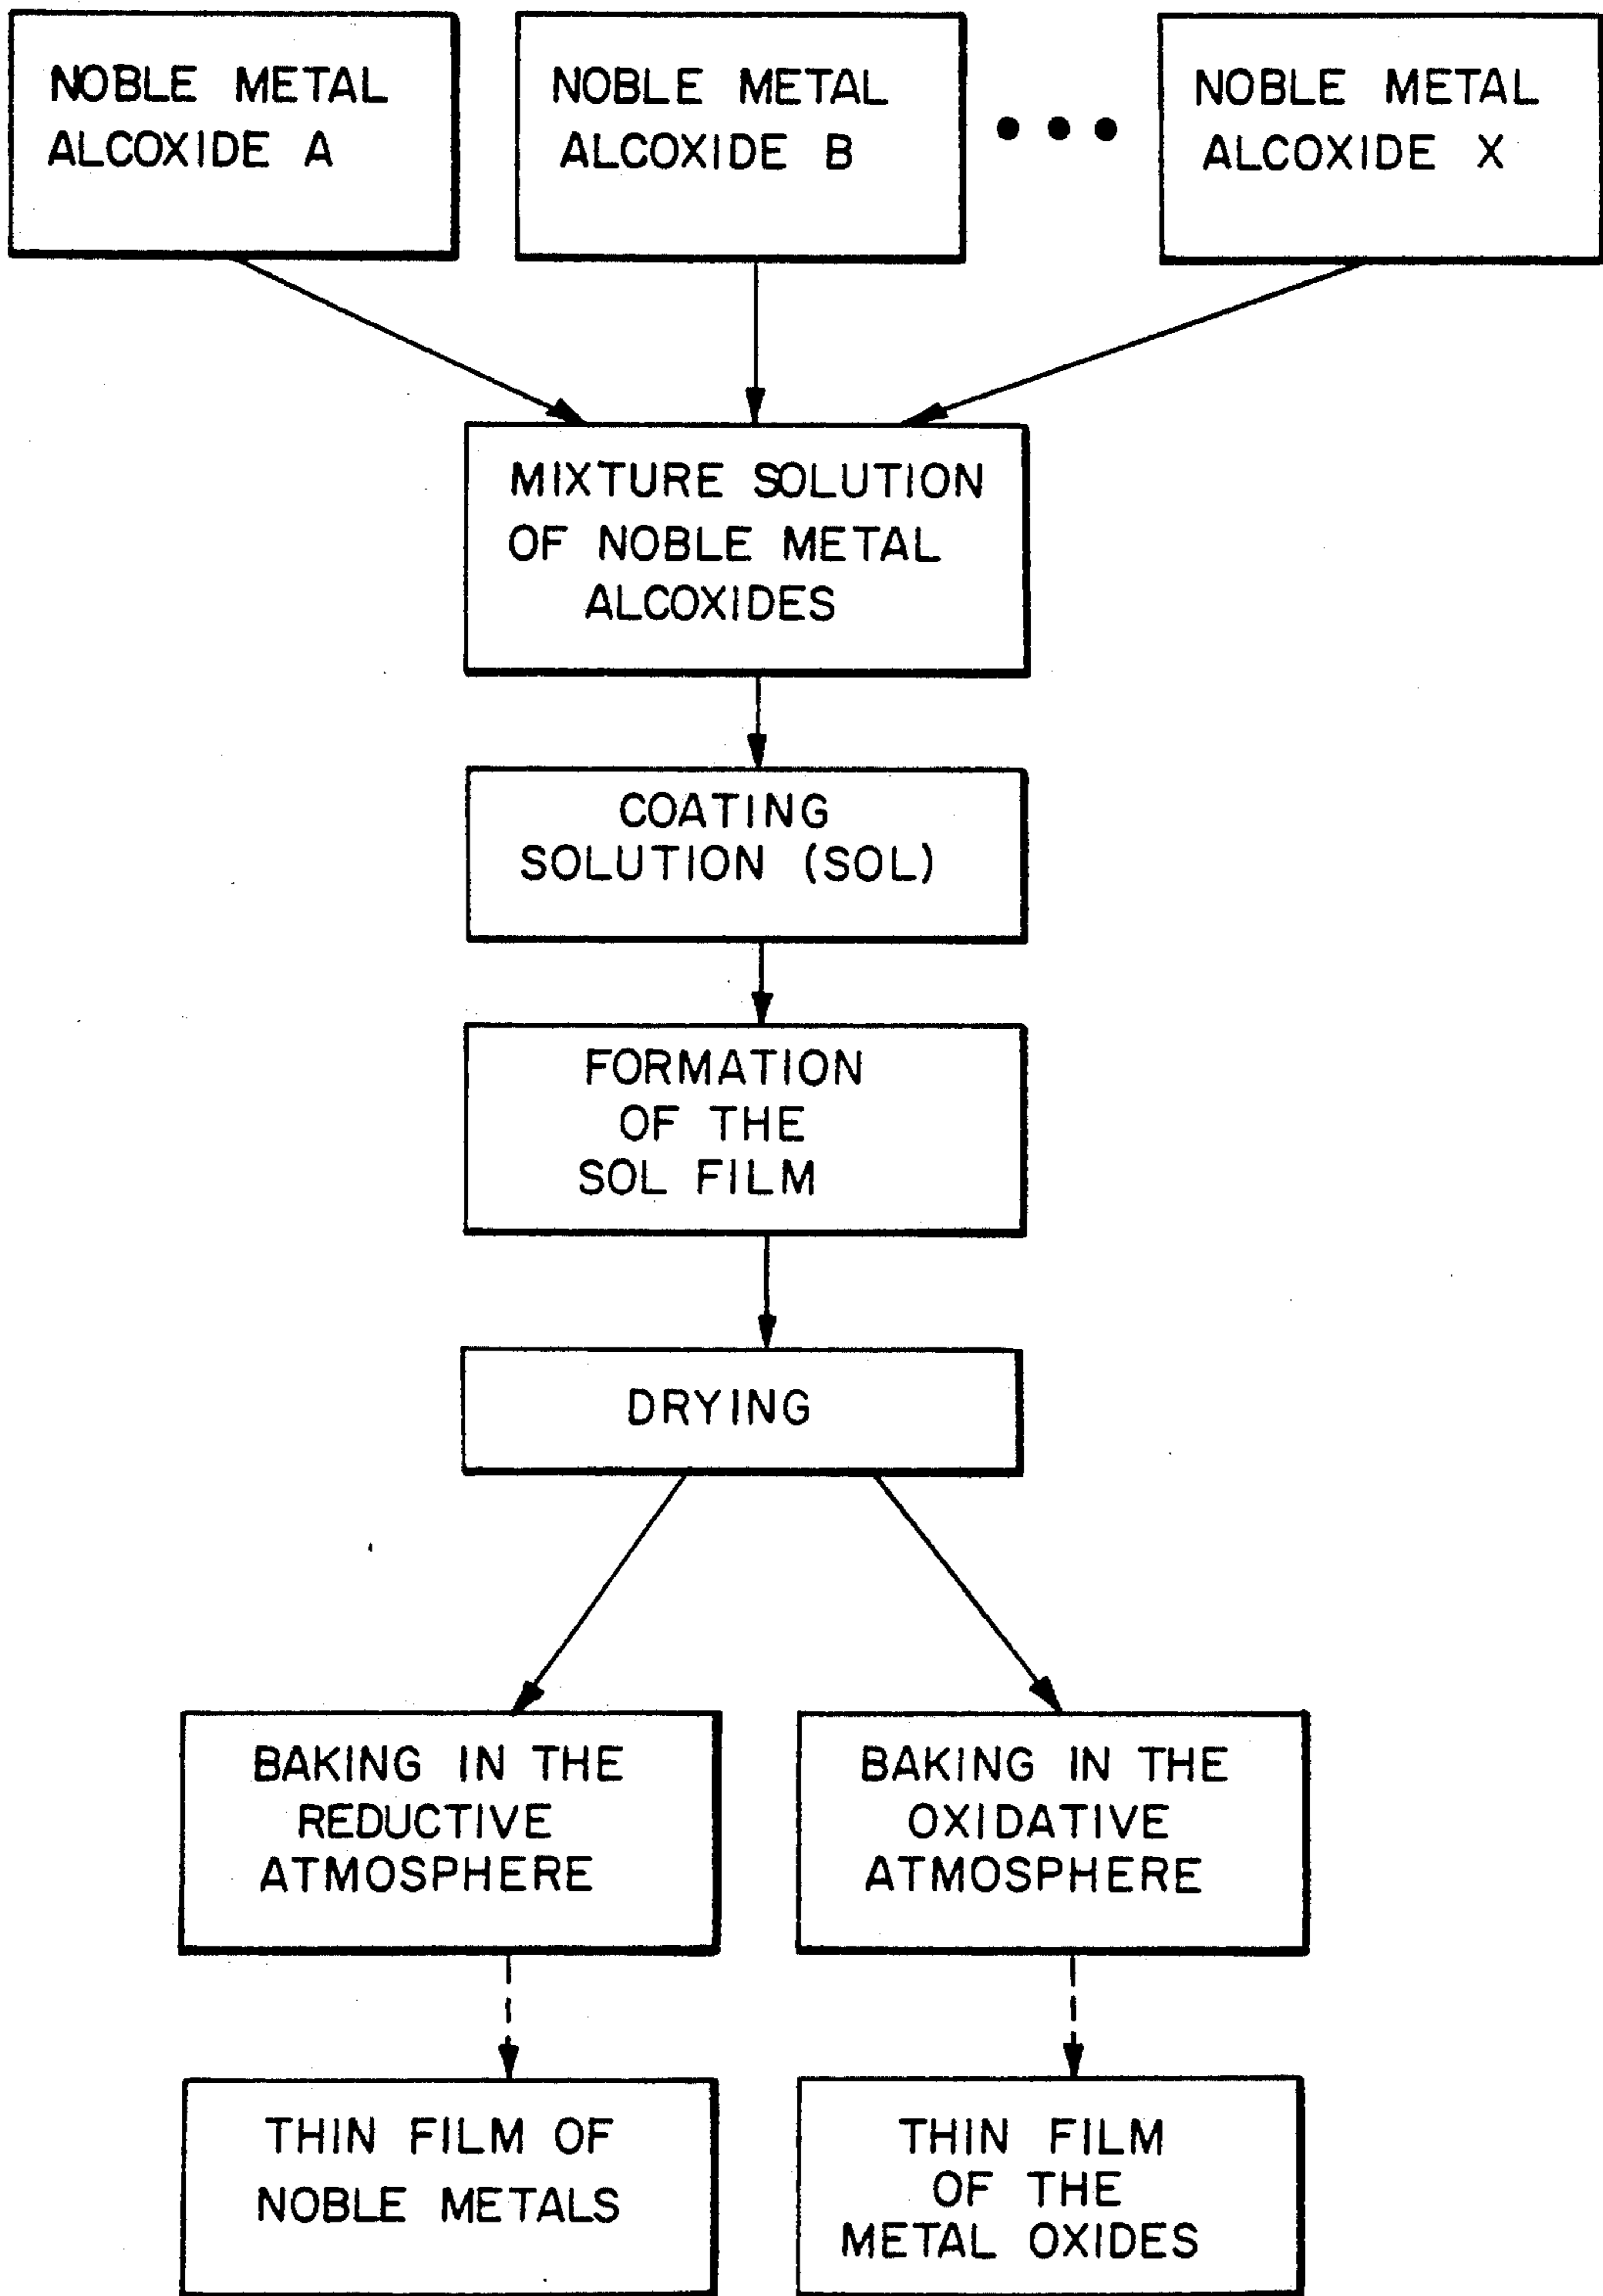 NOBLE METAL
ALCOXIDE A
NOBLE METAL
ALCOXIDE B
NOBLE METAL
ALCOXIDE X
MIXTURE SOLUTION
OF NOBLE METAL
ALCOXIDES
COATING
SOLUTION (SOL)
FORMATION
OF THE
SOL FILM
DRYING
BAKING IN THE
REDUCTIVE
ATMOSPHERE
BAKING IN THE
OXIDATIVE
ATMOSPHERE
THIN FILM OF
NOBLE METALS
THIN FILM
OF THE
METAL OXIDES